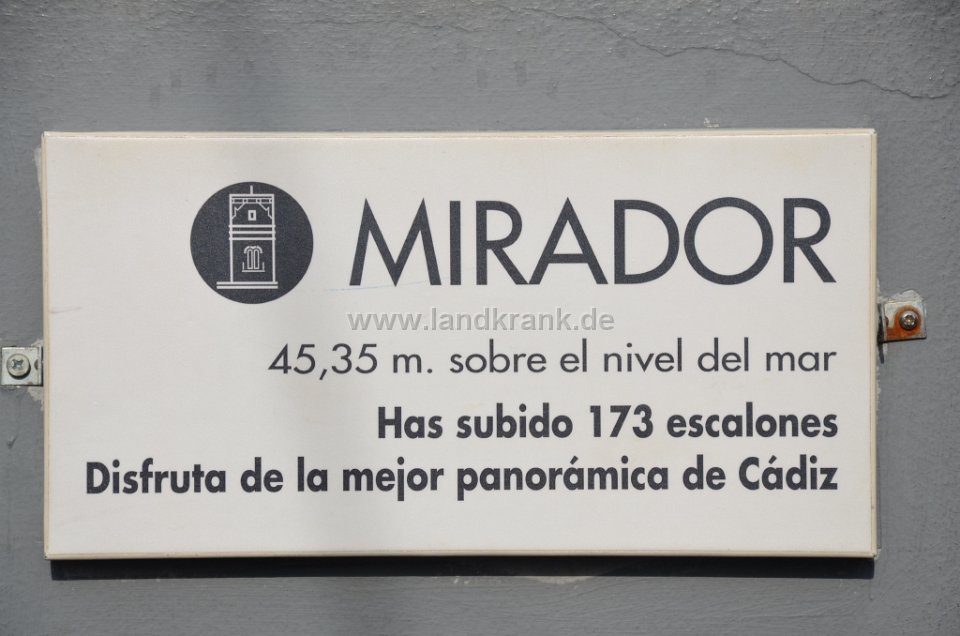 MIRADOR
www.landkrank.de
45,35 m. sobre el nivel del mar
Has subido 173 escalones
Disfruta de la mejor panorámica de Cádiz